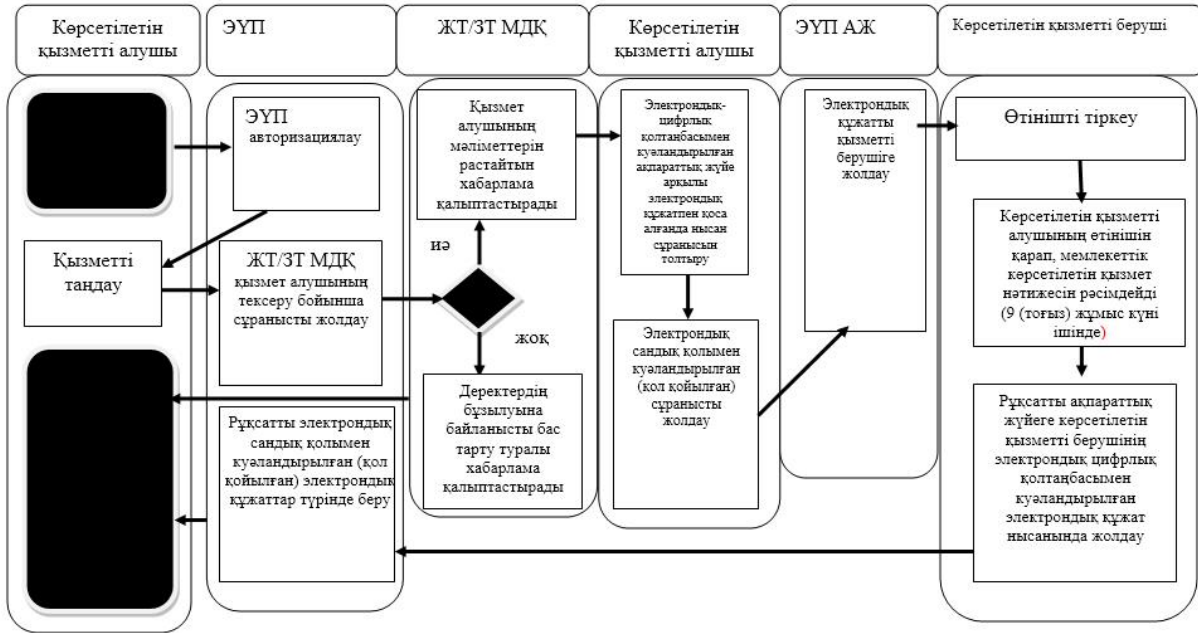 Көрсетілетін
қызметті алушы
ЭҮП
ЖТ/ЗТ МДҚ
Көрсетілетін
қызметті алушы
ЭҮП АЖ
Көрсетілетін қызметті беруші
ЭҮП
авторизациялау
Қызметті
таңдау
ЖТ/ЗТ МДҚ
қызмет алушының
тексеру бойынша
сұранысты жолдау
Қызмет
алушының
мәліметтерін
растайтын
хабарлама
қалыптастырады
иә
жоқ
Деректердің
бұзылуына
байланысты бас
тарту туралы
хабарлама
қалыптастырады
Рұқсатты электрондық
сандық қолымен
куәландырылған (қол
қойылған) электрондық
құжаттар түрінде беру
Электрондық-
цифрлық
қолтаңбасымен
куәландырылған
ақпараттық жүйе
арқылы
электрондық
құжатпен қоса
алғанда нысан
сұранысын
толтыру
Электрондық
сандық қолымен
куәландырылған
(қол қойылған)
сұранысты
жолдау
Электрондық
құжатты
қызметті
берушіге
жолдау
Өтінішті тіркеу
Көрсетілетін қызметті
алушының өтінішін
қарап, мемлекеттік
көрсетілетін қызмет
нәтижесін рәсімдейді
(9 (тоғыз) жұмыс күні
ішінде)
Рұқсатты ақпараттық
жүйеге көрсетілетін
қызметті берушінің
электрондық цифрлық
қолтаңбасымен
куәландырылған
электрондық құжат
нысанында жолдау